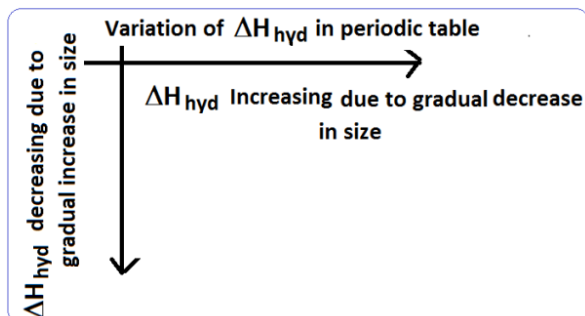 Variation of ΔH hyd in periodic table
ΔH hyd Increasing due to gradual decrease
in size
ΔH hyd decreasing due to
gradual increase in size